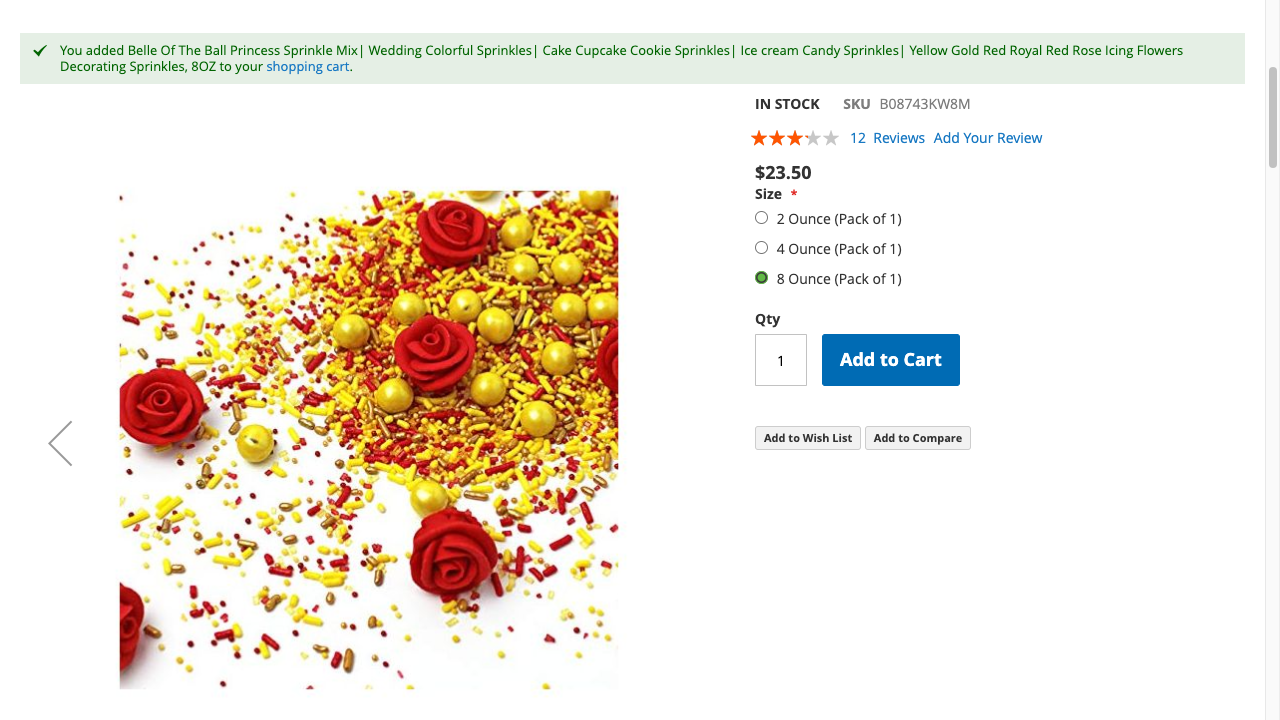 You added Belle Of The Ball Princess Sprinkle Mix| Wedding Colorful Sprinkles| Cake Cupcake Cookie Sprinkles| Ice cream Candy Sprinkles| Yellow Gold Red Royal Red Rose Icing Flowers
Decorating Sprinkles, 8OZ to your shopping cart.
IN STOCK SKU B08743KW8M
12 Reviews Add Your Review
$23.50
Size *
2 Ounce (Pack of 1)
4 Ounce (Pack of 1)
8 Ounce (Pack of 1)
Qty
1 Add to Cart
Add to Wish List Add to Compare